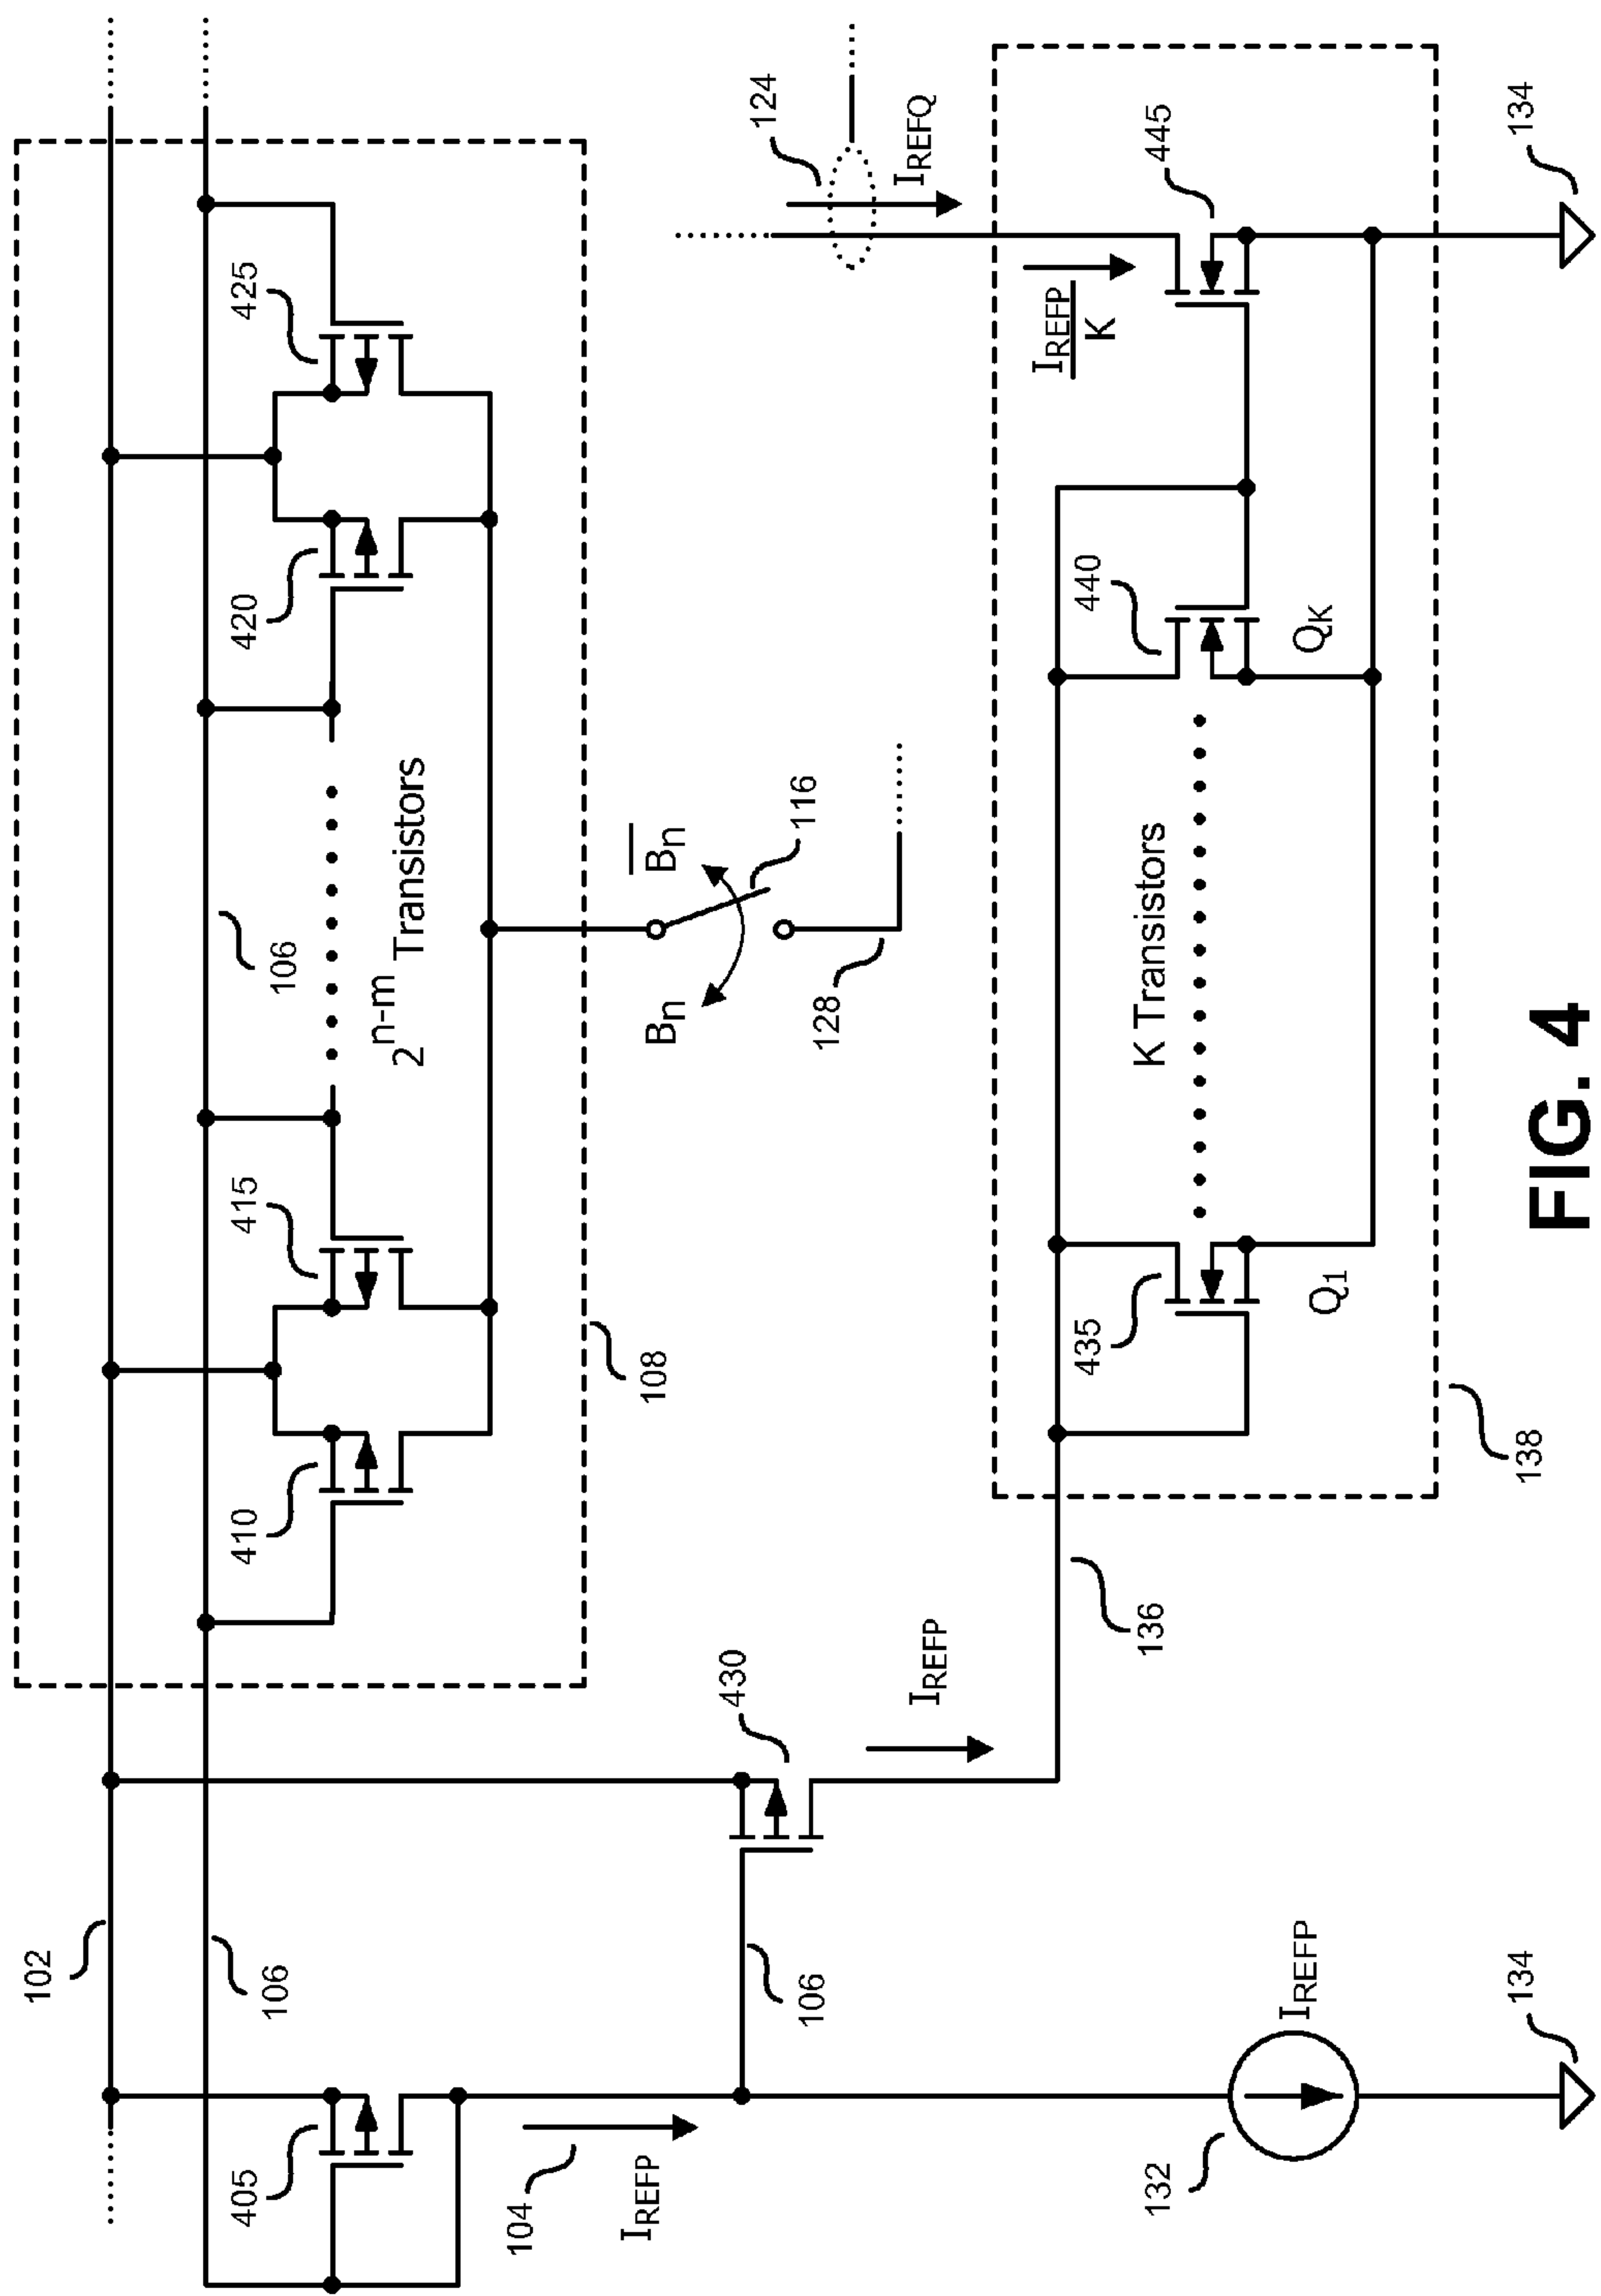 102
106
405
104
IREFP
106
132
IREFP
134
430
IREFP
136
108
410
415
106
2n-m Transistors
420
425
Bn
Bn
116
128
124
IREFQ
IREFP
K
435
Q1
K Transistors
440
QK
445
138
134
FIG. 4